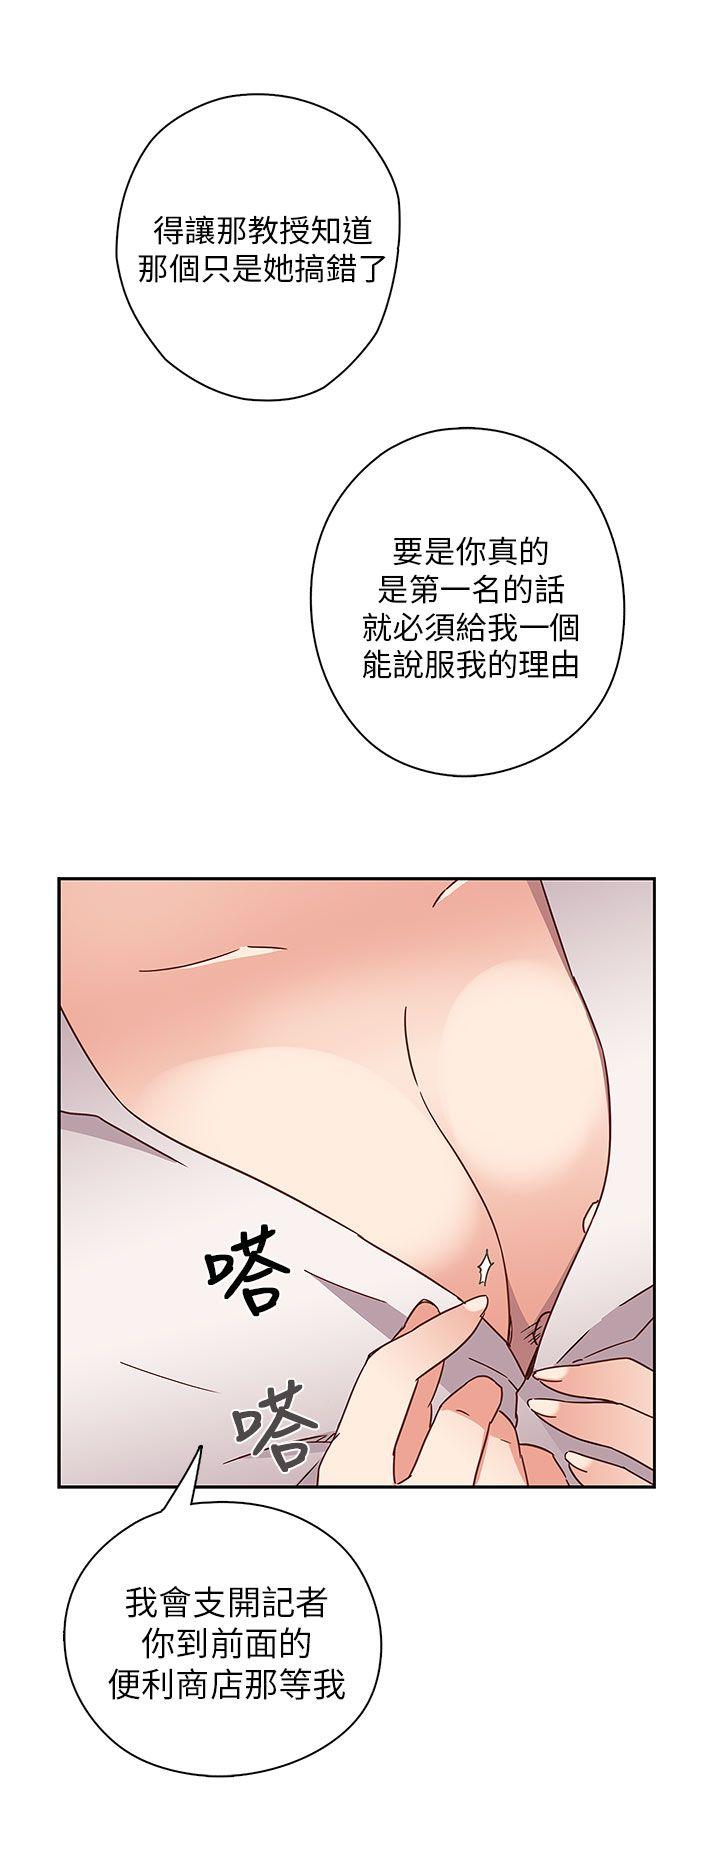 得讓那教授知道
那個只是她搞錯了
要是你真的
是第一名的話
就必須給我一個
能說服我的理由
嗒
嗒
我會支開記者
你到前面的
便利商店那等我